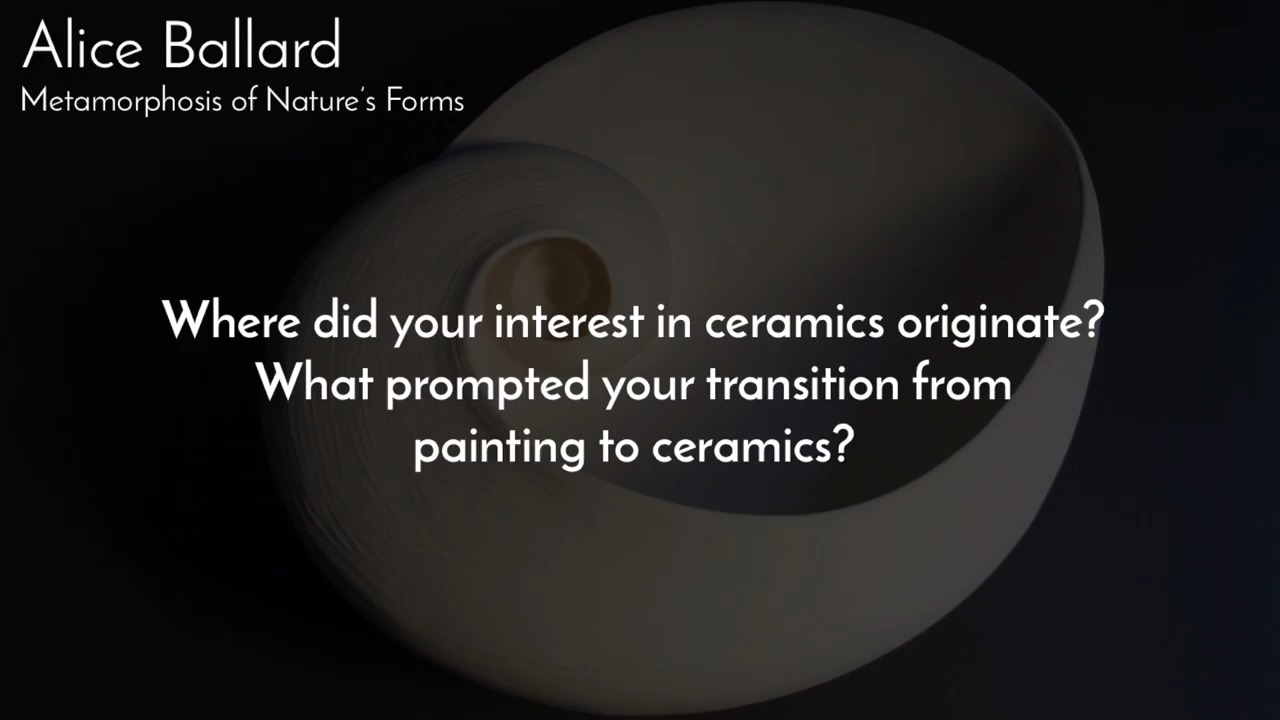 Alice Ballard
Metamorphosis of Nature's Forms
Where did your interest in ceramics originate?
What prompted your transition from
painting to ceramics?